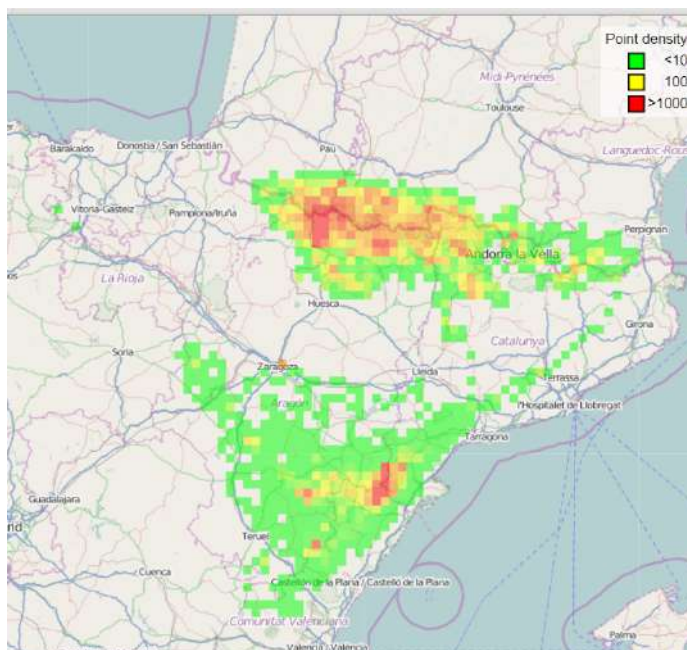 Point density
<10
100
>1000
Midi-Pyrénées
Toulouse
Barakaldo
Donostia / San Sebastián
Pau
Languedoc-Rous
Vitoria-Gasteiz
Pamplona/Iruña
Perpignan
Andorra la Vella
La Rioja
Huesca
Girona
Soria
Zaragoza
Catalunya
Lleida
Terrassa
Aragón
l'Hospitalet de Llobregat
Tarragona
Guadalajara
rid
Teruel
Cuenca
Castellón de la Plana / Castelló de la Plana
Comunitat Valenciana
València / Valencia
Palma